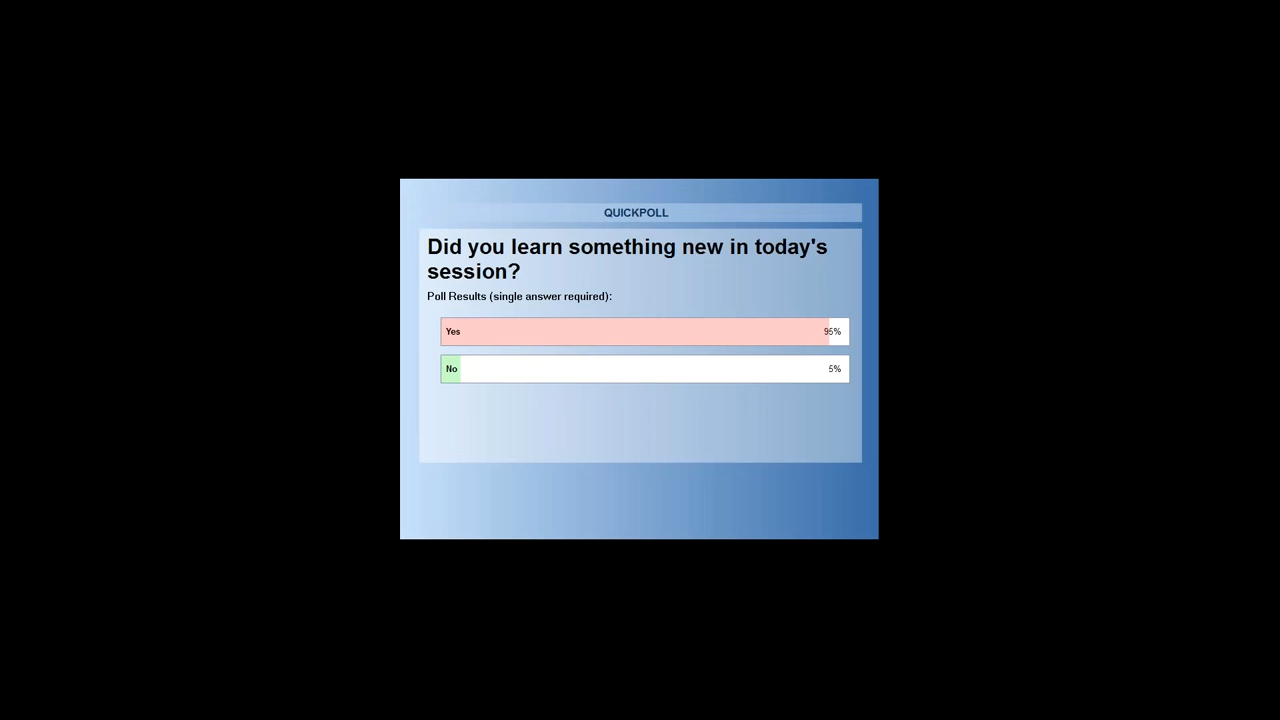 QUICKPOLL
Did you learn something new in today's
session?
Poll Results (single answer required):
Yes 95%
No 5%